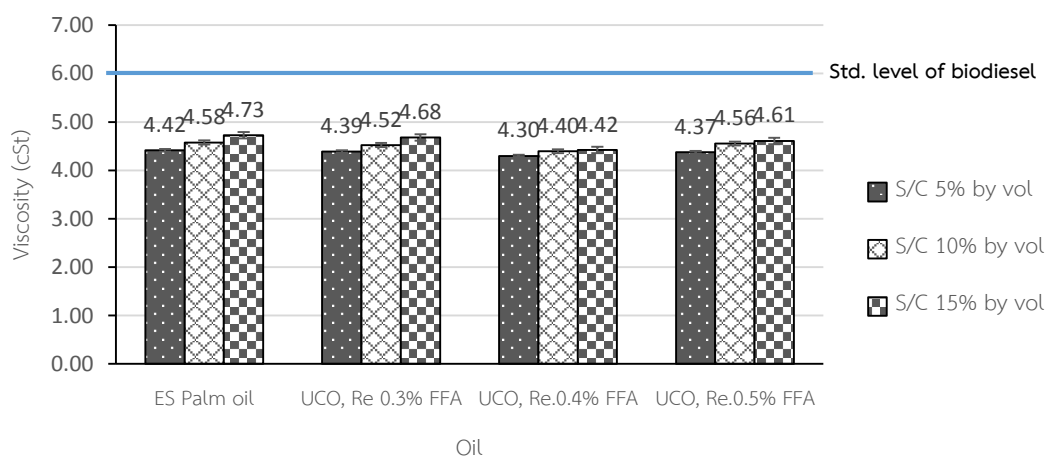 7.00
6.00
5.00
4.00
3.00
2.00
1.00
0.00
Viscosity (cSt)
Std. level of biodiesel
4.42 4.58 4.73 4.39 4.52 4.68 4.30 4.40 4.42 4.37 4.56 4.61
S/C 5% by vol
S/C 10% by vol
S/C 15% by vol
ES Palm oil UCO, Re 0.3% FFA UCO, Re.0.4% FFA UCO, Re.0.5% FFA
Oil